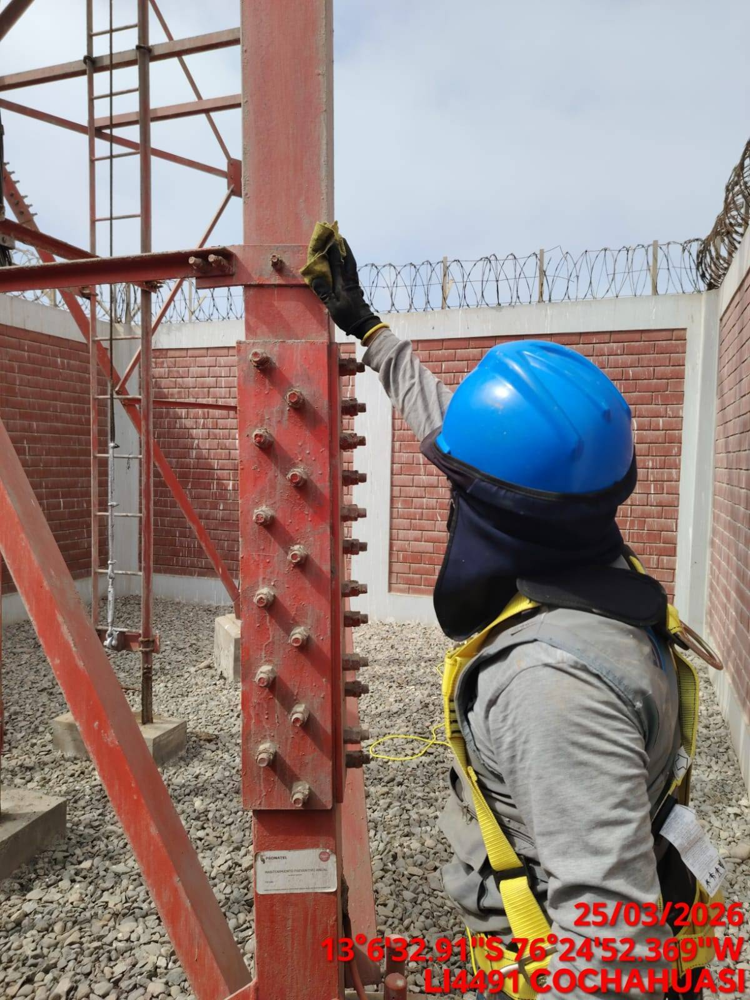 PRONATEL
MANTENIMIENTO PREVENTIVO ANUAL
25/03/2026
13°6'32.91"S 76°24'52.369"W
LI4491 COCHAHUASI